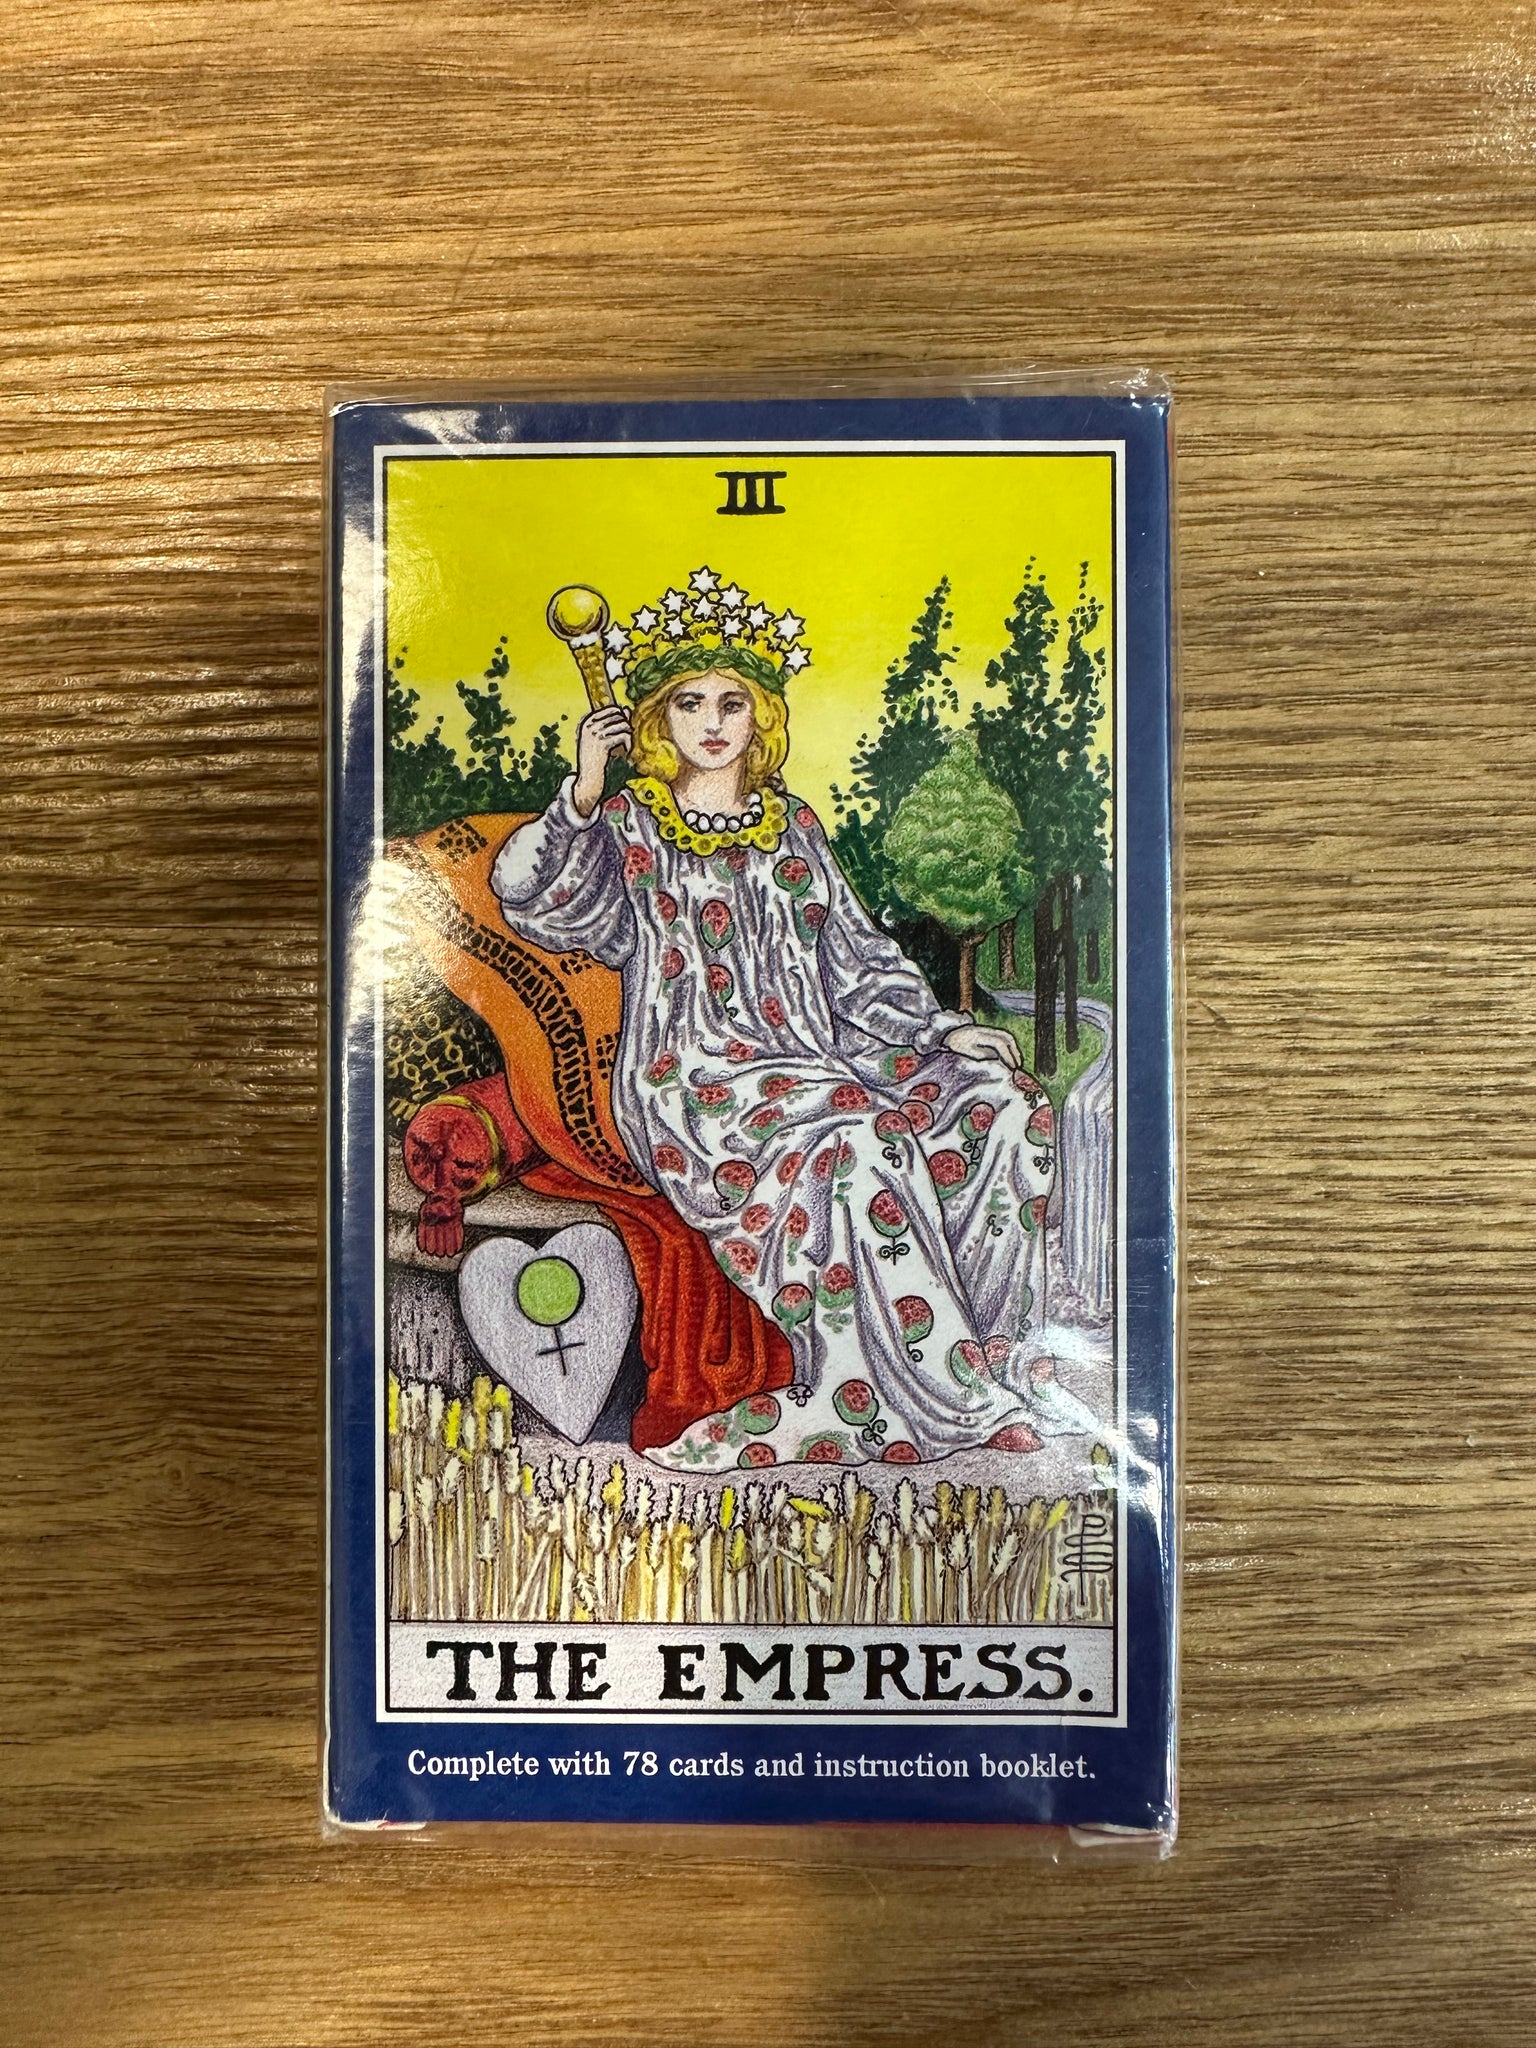 III
THE EMPRESS.
Complete with 78 cards and instruction booklet.